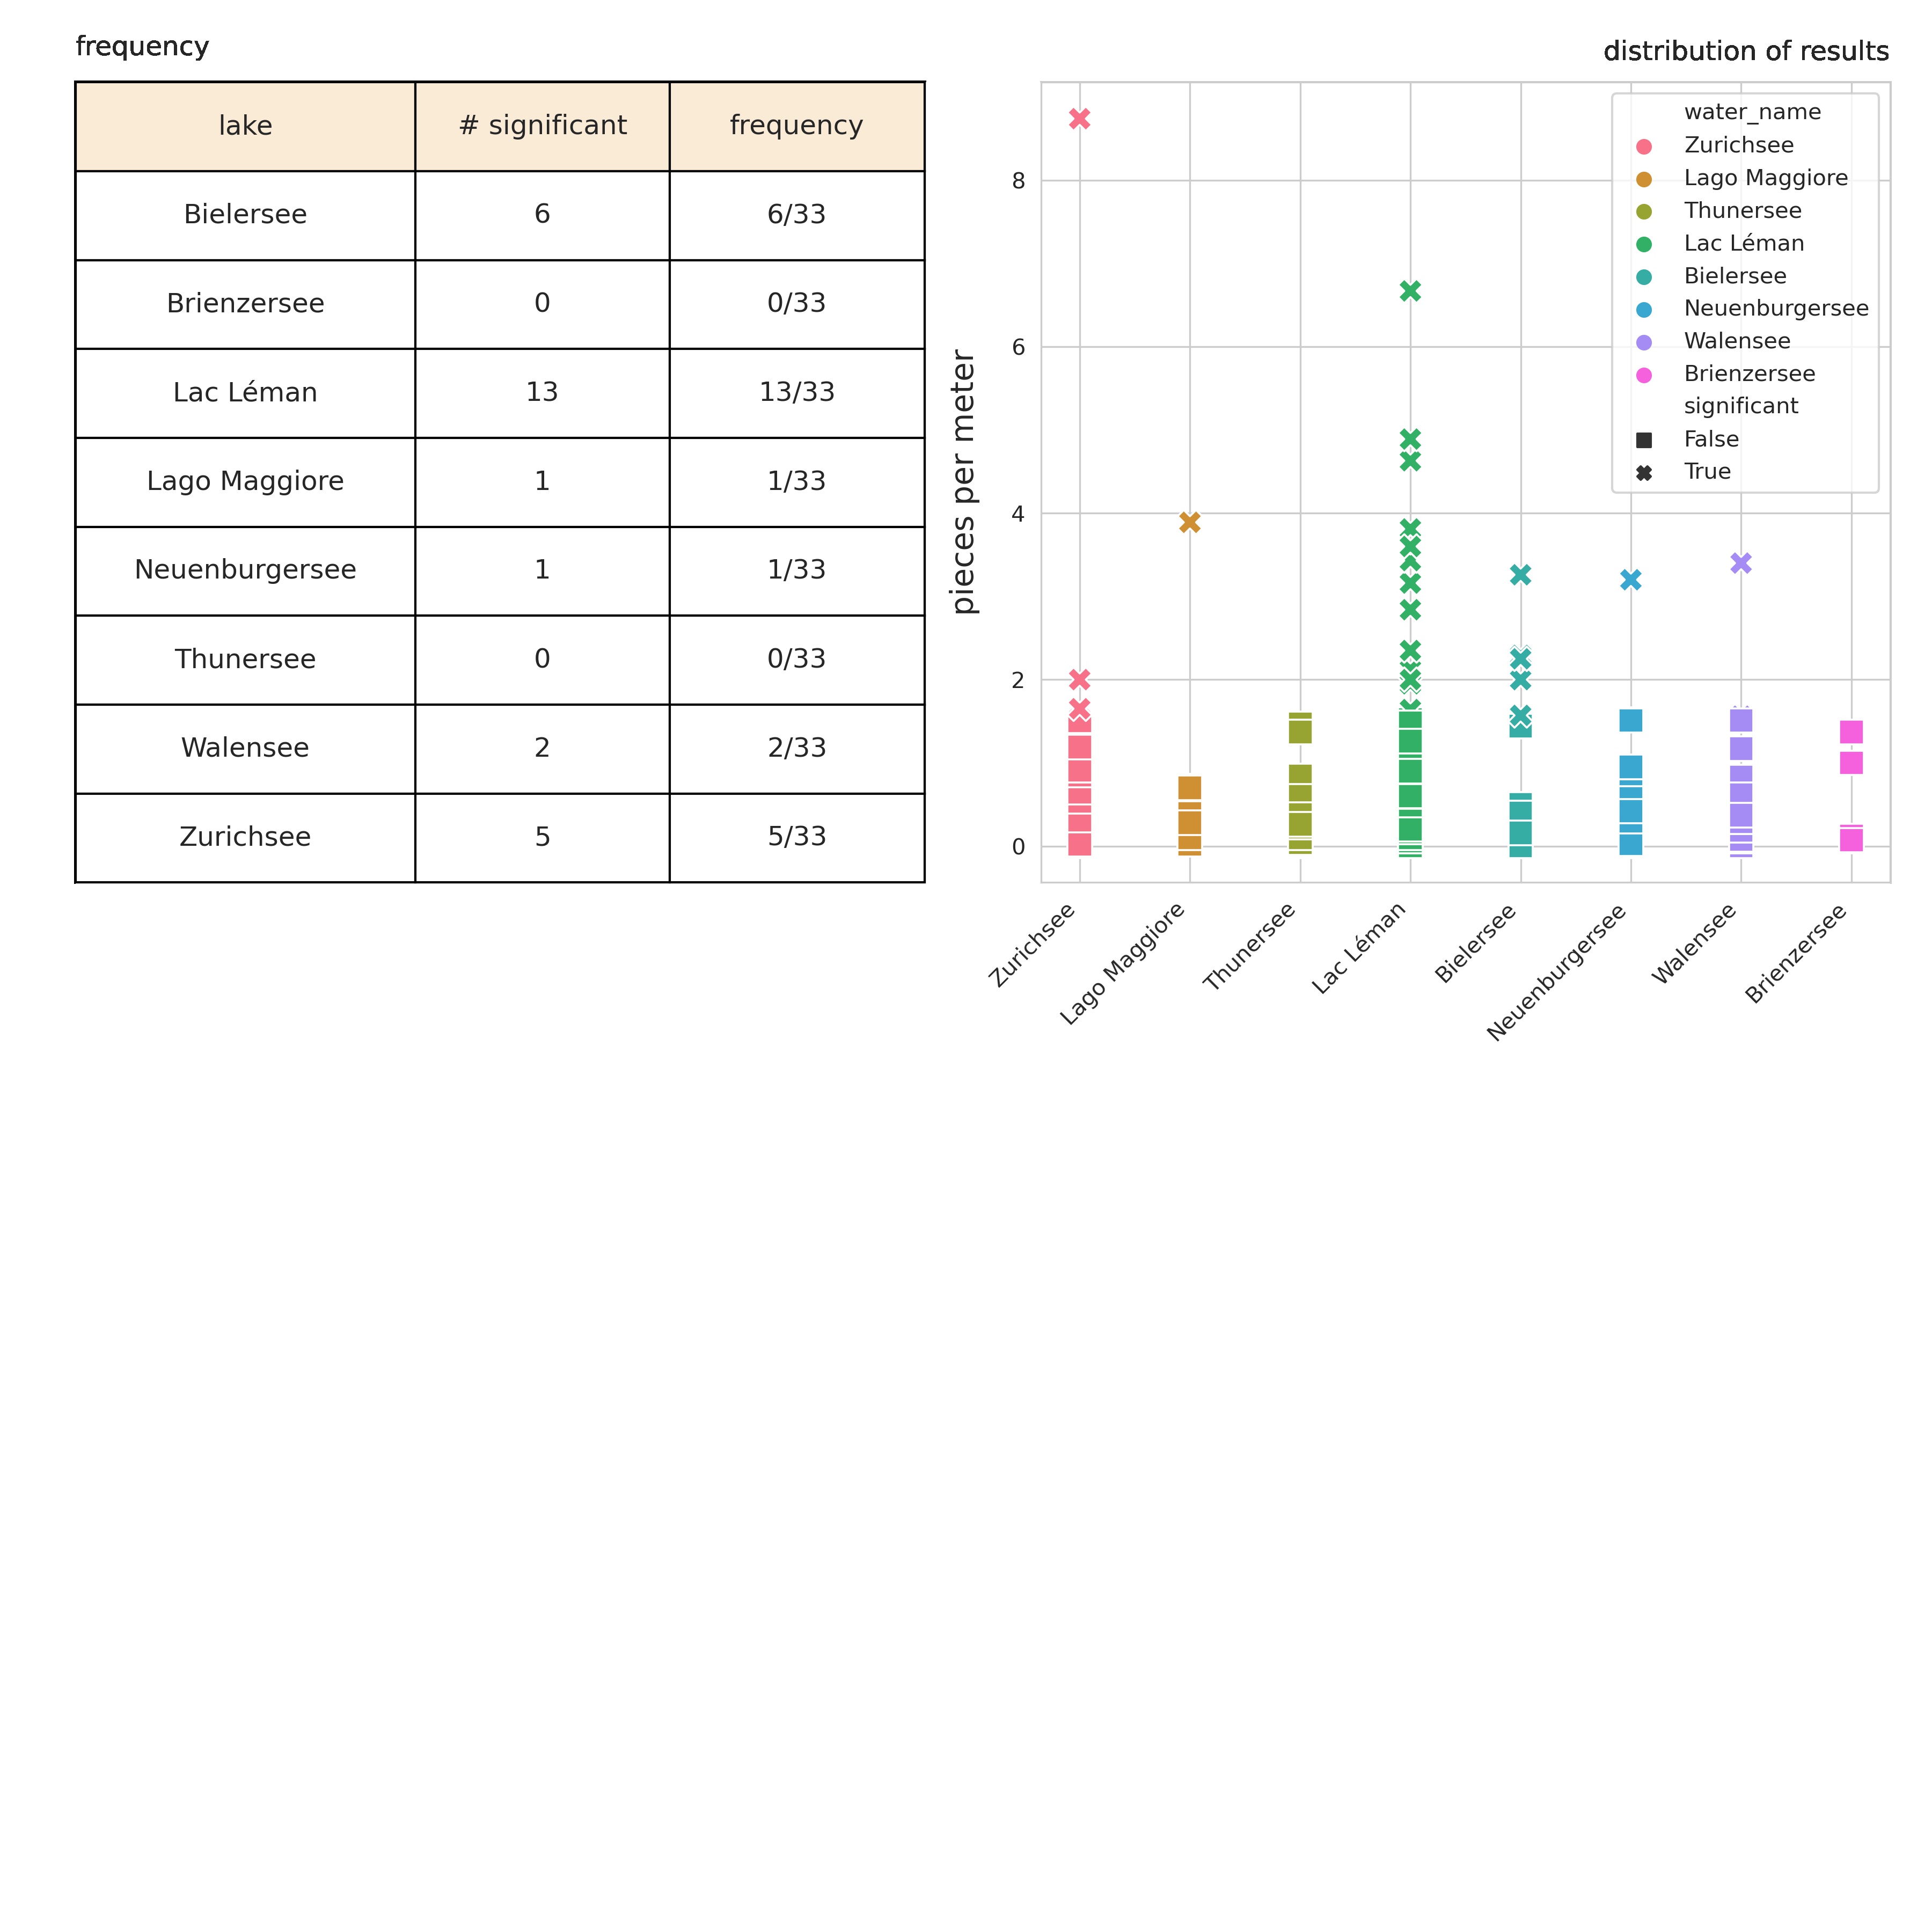 frequency
lake # significant frequency
Bielersee 6 6/33
Brienzersee 0 0/33
Lac Léman 13 13/33
Lago Maggiore 1 1/33
Neuenburgersee 1 1/33
Thunersee 0 0/33
Walensee 2 2/33
Zurichsee 5 5/33
distribution of results
pieces per meter
8
6
4
2
0
water_name
Zurichsee
Lago Maggiore
Thunersee
Lac Léman
Bielersee
Neuenburgersee
Walensee
Brienzersee
significant
False
True
Zurichsee
Lago Maggiore
Thunersee
Lac Léman
Bielersee
Neuenburgersee
Walensee
Brienzersee